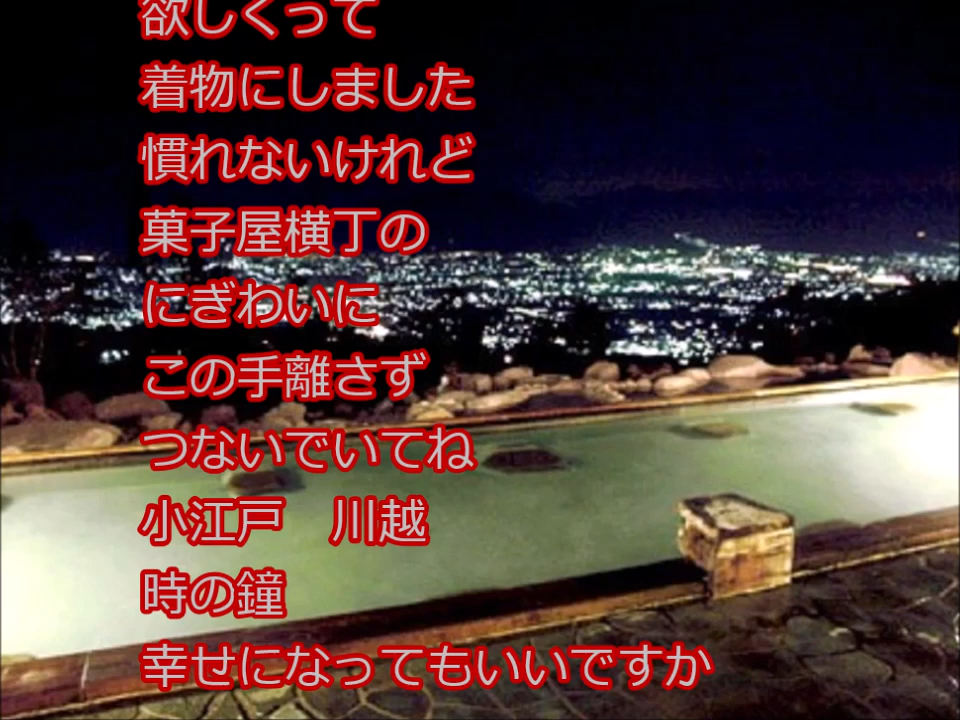 欲しくって
着物にしました
慣れないけれど
菓子屋横丁の
にぎわいに
この手離さず
つないでいてね
小江戸　川越
時の鐘
幸せになってもいいですか